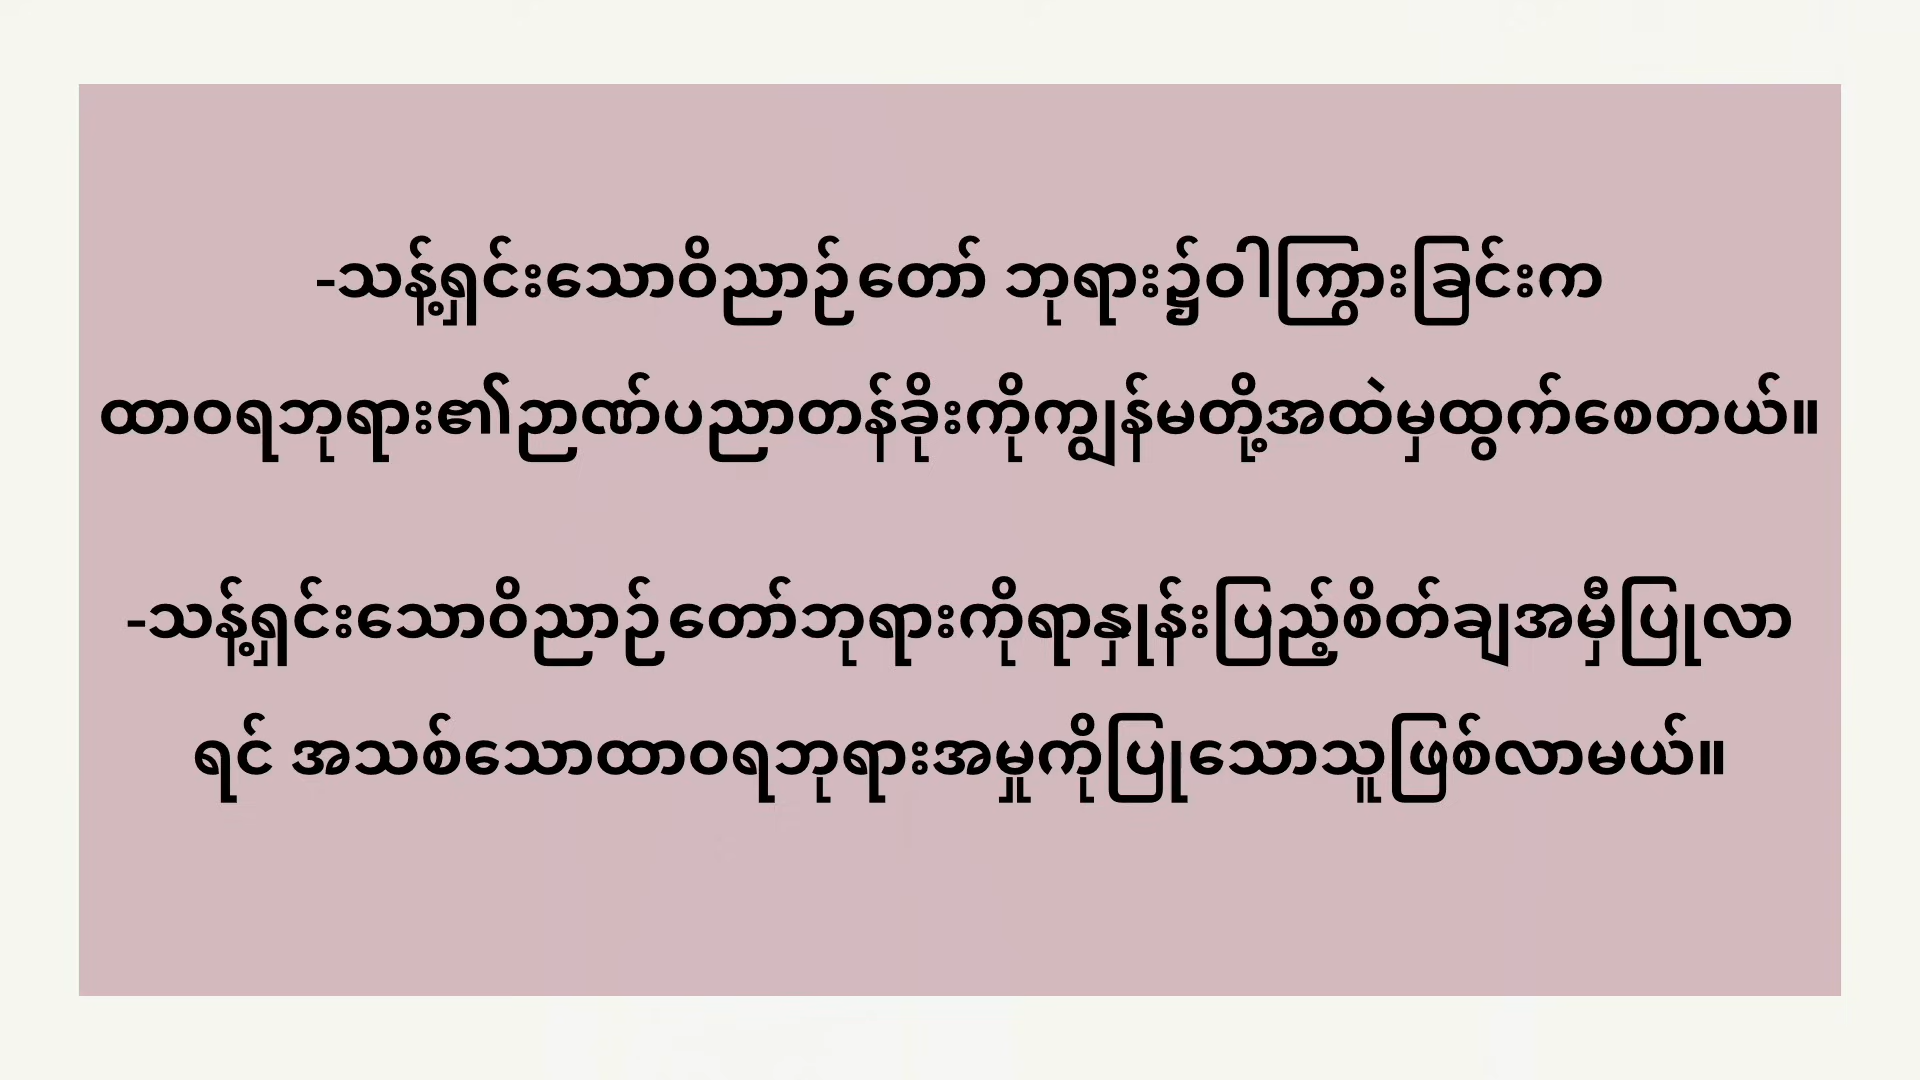 -သန့်ရှင်းသောဝိညာဉ်တော် ဘုရား၌ဝါကြွားခြင်းက
ထာဝရဘုရား၏ဉာဏ်ပညာတန်ခိုးကိုကျွန်မတို့အထဲမှထွက်စေတယ်။
-သန့်ရှင်းသောဝိညာဉ်တော်ဘုရားကိုရာနှုန်းပြည့်စိတ်ချအမှီပြုလာ
ရင် အသစ်သောထာဝရဘုရားအမှုကိုပြုသောသူဖြစ်လာမယ်။